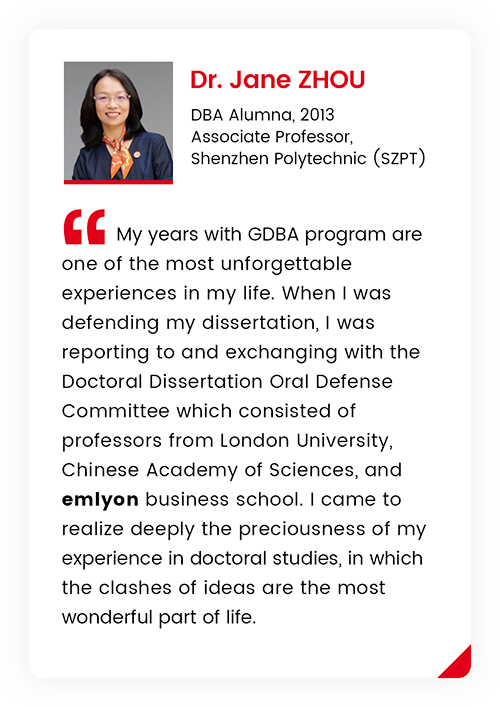 Dr. Jane ZHOU
DBA Alumna, 2013
Associate Professor,
Shenzhen Polytechnic (SZPT)
“ My years with GDBA program are
one of the most unforgettable
experiences in my life. When I was
defending my dissertation, I was
reporting to and exchanging with the
Doctoral Dissertation Oral Defense
Committee which consisted of
professors from London University,
Chinese Academy of Sciences, and
emlyon business school. I came to
realize deeply the preciousness of my
experience in doctoral studies, in which
the clashes of ideas are the most
wonderful part of life.